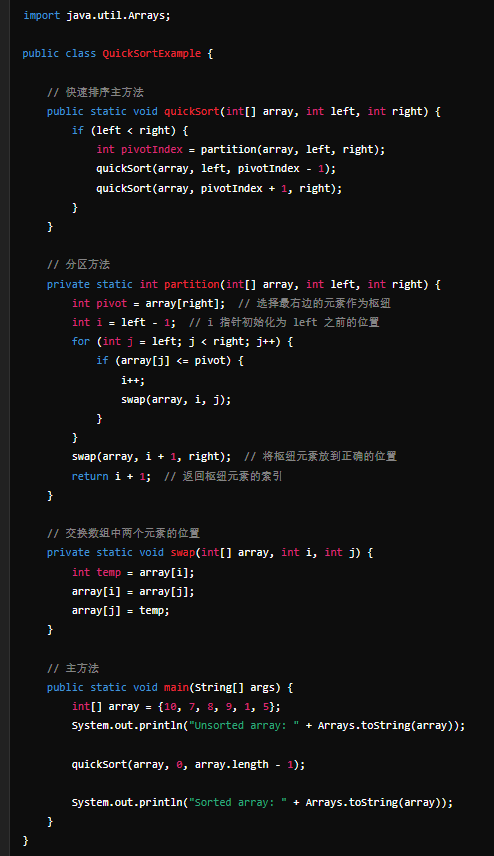 import java.util.Arrays;
public class QuickSortExample {
// 快速排序主方法
public static void quickSort(int[] array, int left, int right) {
if (left < right) {
int pivotIndex = partition(array, left, right);
quickSort(array, left, pivotIndex - 1);
quickSort(array, pivotIndex + 1, right);
}
}
// 分区方法
private static int partition(int[] array, int left, int right) {
int pivot = array[right];  // 选择最右边的元素作为枢纽
int i = left - 1;  // i 指针初始化为 left 之前的位置
for (int j = left; j < right; j++) {
if (array[j] <= pivot) {
i++;
swap(array, i, j);
}
}
swap(array, i + 1, right);  // 将枢纽元素放到正确的位置
return i + 1;  // 返回枢纽元素的索引
}
// 交换数组中两个元素的位置
private static void swap(int[] array, int i, int j) {
int temp = array[i];
array[i] = array[j];
array[j] = temp;
}
// 主方法
public static void main(String[] args) {
int[] array = {10, 7, 8, 9, 1, 5};
System.out.println("Unsorted array: " + Arrays.toString(array));
quickSort(array, 0, array.length - 1);
System.out.println("Sorted array: " + Arrays.toString(array));
}
}